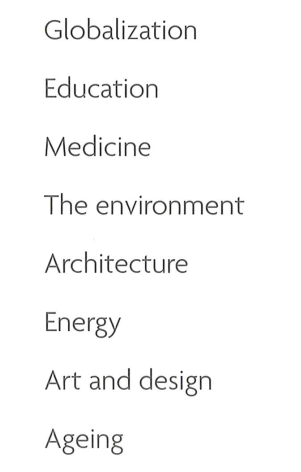 Globalization
Education
Medicine
The environment
Architecture
Energy
Art and design
Ageing